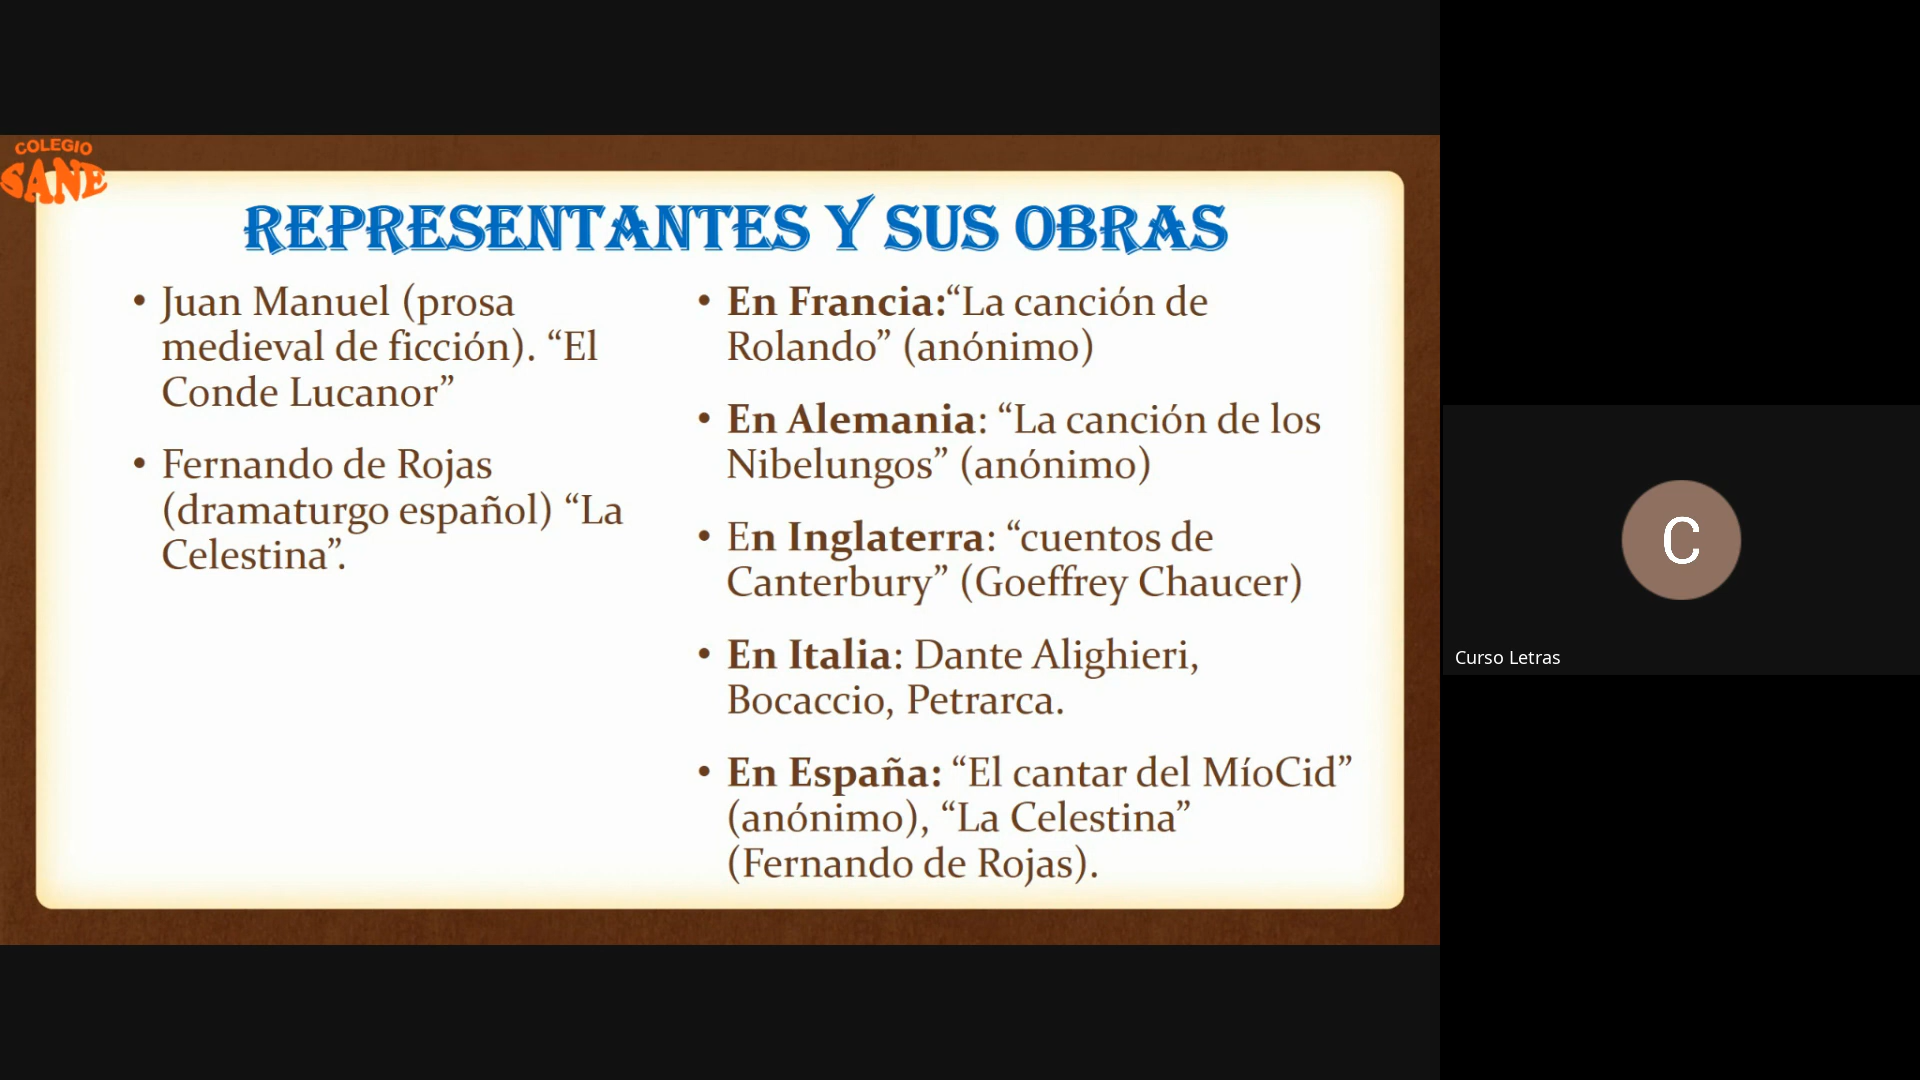 COLEGIO
SANE
REPRESENTANTES Y SUS OBRAS
• Juan Manuel (prosa
medieval de ficción). “El
Conde Lucanor”
• Fernando de Rojas
(dramaturgo español) “La
Celestina”.
• En Francia:“La canción de
Rolando” (anónimo)
• En Alemania: “La canción de los
Nibelungos” (anónimo)
• En Inglaterra: “cuentos de
Canterbury” (Goeffrey Chaucer)
• En Italia: Dante Alighieri,
Bocaccio, Petrarca.
• En España: “El cantar del MíoCid”
(anónimo), “La Celestina”
(Fernando de Rojas).
C
Curso Letras